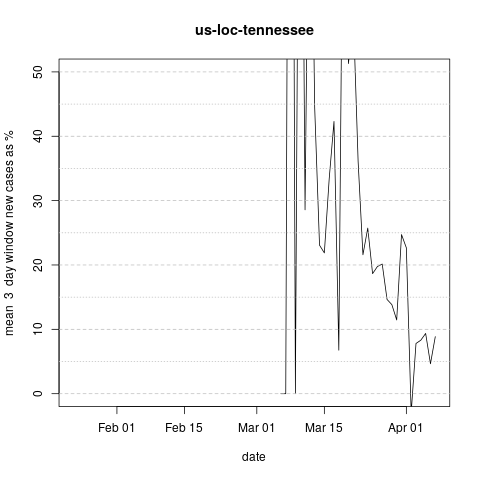 us-loc-tennessee
50
40
30
20
10
0
mean 3 day window new cases as %
Feb 01
Feb 15
Mar 01
Mar 15
Apr 01
date